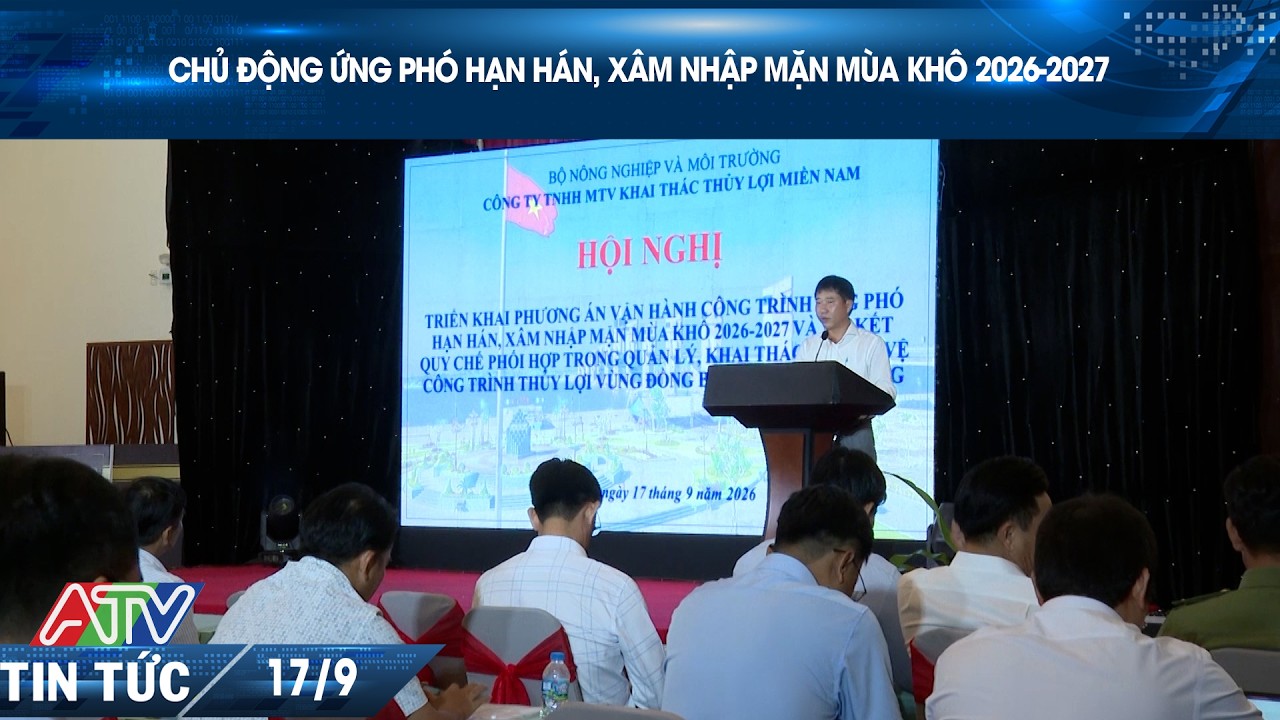 CHỦ ĐỘNG ỨNG PHÓ HẠN HÁN, XÂM NHẬP MẶN MÙA KHÔ 2026-2027
BỘ NÔNG NGHIỆP VÀ MÔI TRƯỜNG
CÔNG TY TNHH MTV KHAI THÁC THỦY LỢI MIỀN NAM
HỘI NGHỊ
TRIỂN KHAI PHƯƠNG ÁN VẬN HÀNH CÔNG TRÌNH PHÓ
HẠN HÁN, XÂM NHẬP MẶN MÙA KHÔ 2026-2027 VÀ KẾT
QUY CHẾ PHỐI HỢP TRONG QUẢN LÝ, KHAI THÁC VỆ
CÔNG TRÌNH THỦY LỢI VÙNG ĐỒNG
ngày 17 tháng 9 năm 2026
ATV
TIN TỨC 17/9